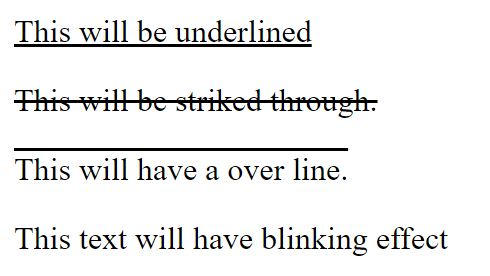 This will be underlined
This will be striked through.
This will have a over line.
This text will have blinking effect